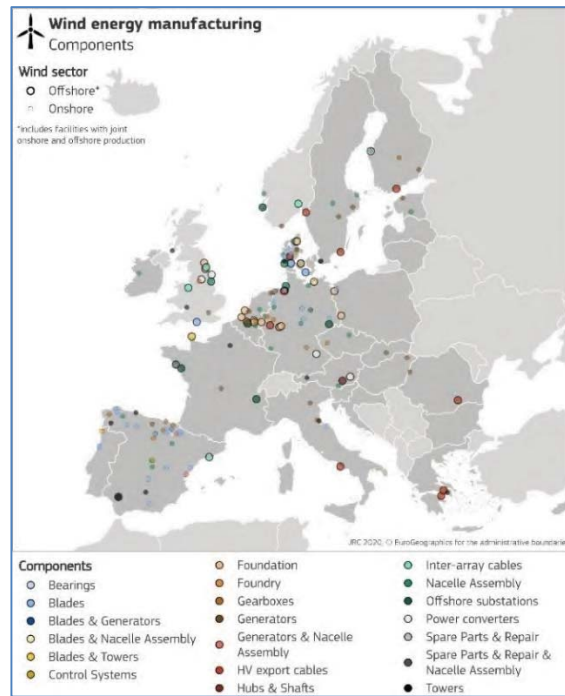 Wind energy manufacturing
Components
Wind sector
Offshore*
Onshore
*includes facilities with joint
onshore and offshore production
JRC 2020, © EuroGeographics for the administrative boundaries
Components
Bearings
Blades
Blades & Generators
Blades & Nacelle Assembly
Blades & Towers
Control Systems
Foundation
Foundry
Gearboxes
Generators
Generators & Nacelle
Assembly
HV export cables
Hubs & Shafts
Inter-array cables
Nacelle Assembly
Offshore substations
Power converters
Spare Parts & Repair
Spare Parts & Repair &
Nacelle Assembly
Towers